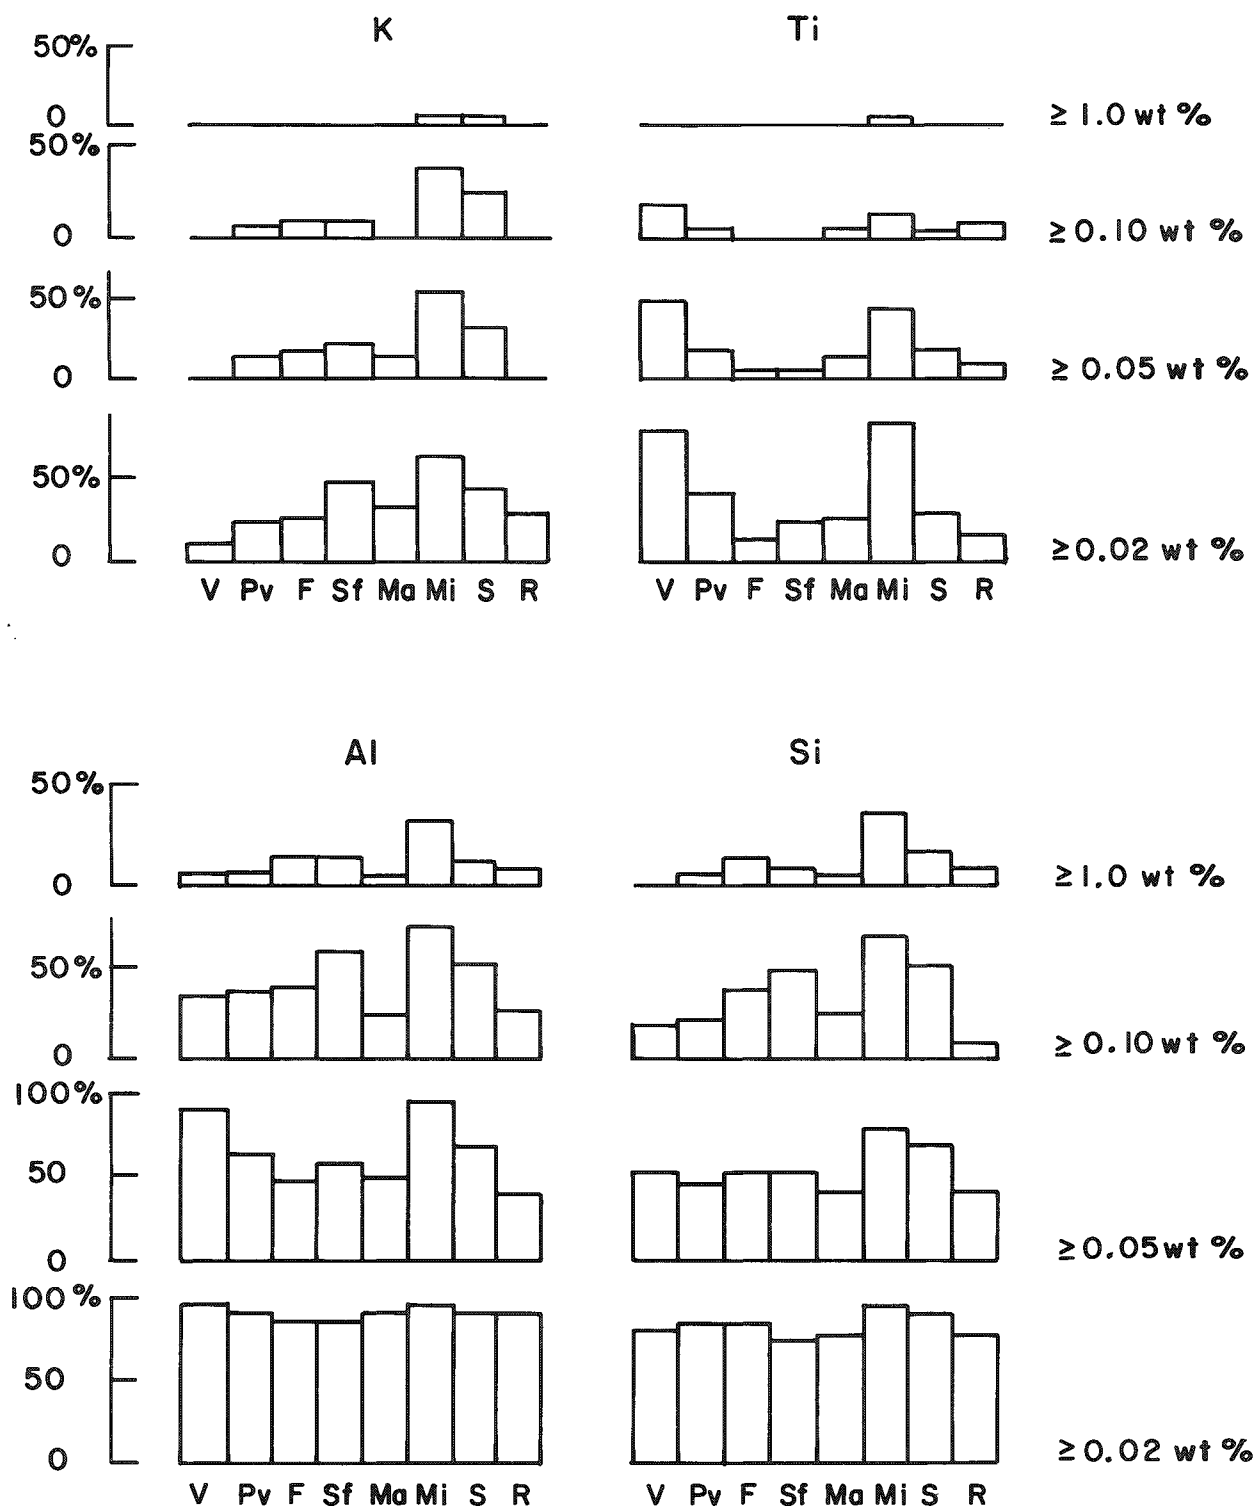 K Ti
50%
0 ≥ 1.0 wt %
50%
0 ≥ 0.10 wt %
50%
0 ≥ 0.05 wt %
50%
0 ≥0.02 wt %
V Pv F Sf Ma Mi S R V Pv F Sf Ma Mi S R
Al Si
50%
0 ≥1.0 wt %
50%
0 ≥ 0.10 wt %
100%
50
0 ≥0.05 wt %
100%
50
0 ≥0.02 wt %
V Pv F Sf Ma Mi S R V Pv F Sf Ma Mi S R